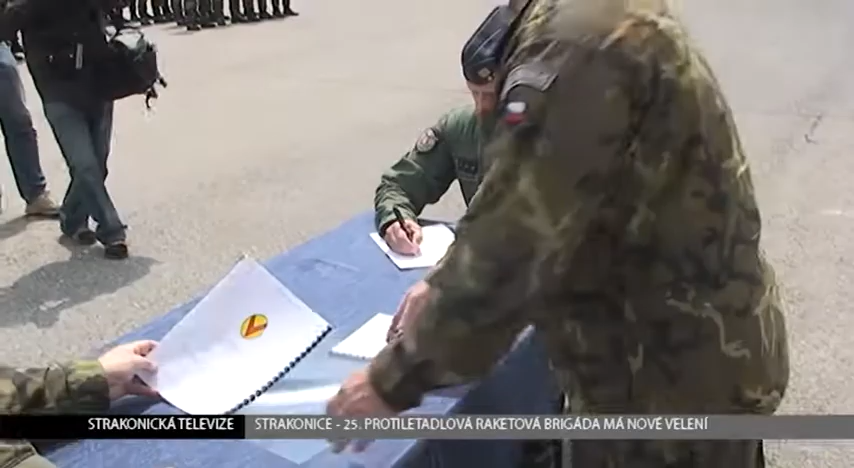 STRAKONICKÁ TELEVIZE STRAKONICE - 25. PROTILETADLOVÁ RAKETOVÁ BRIGÁDA MÁ NOVÉ VELENÍ